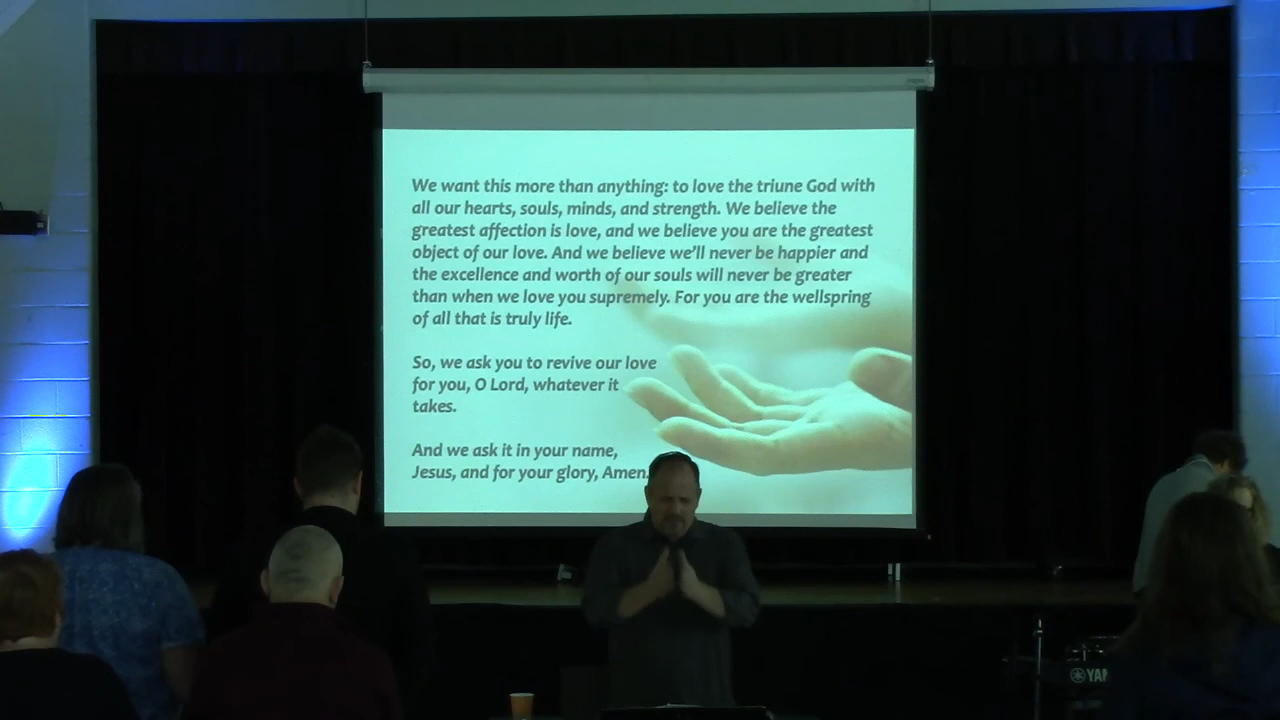 We want this more than anything: to love the triune God with
all our hearts, souls, minds, and strength. We believe the
greatest affection is love, and we believe you are the greatest
object of our love. And we believe we'll never be happier and
the excellence and worth of our souls will never be greater
than when we love you supremely. For you are the wellspring
of all that is truly life.
So, we ask you to revive our love
for you, O Lord, whatever it
takes.
And we ask it in your name,
Jesus, and for your glory, Amen.
YAM